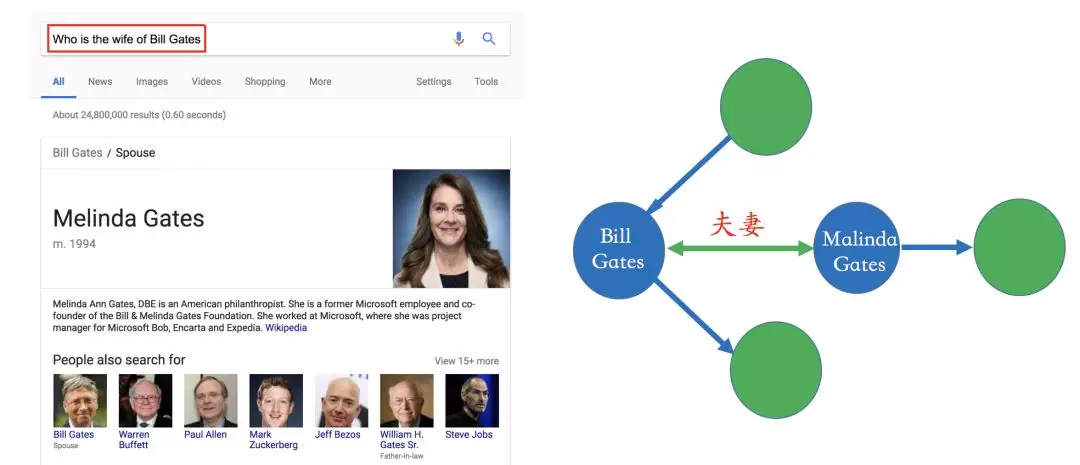 Who is the wife of Bill Gates
All News Images Videos Shopping More Settings Tools
About 24,800,000 results (0.60 seconds)
Bill Gates / Spouse
Melinda Gates
m. 1994
Melinda Ann Gates, DBE is an American philanthropist. She is a former Microsoft employee and co-
founder of the Bill & Melinda Gates Foundation. She worked at Microsoft, where she was project
manager for Microsoft Bob, Encarta and Expedia. Wikipedia
People also search for View 15+ more
Bill Gates
Spouse
Warren
Buffett
Paul Allen
Mark
Zuckerberg
Jeff Bezos
William H.
Gates Sr.
Father-in-law
Steve Jobs
Bill
Gates
夫妻
Malinda
Gates